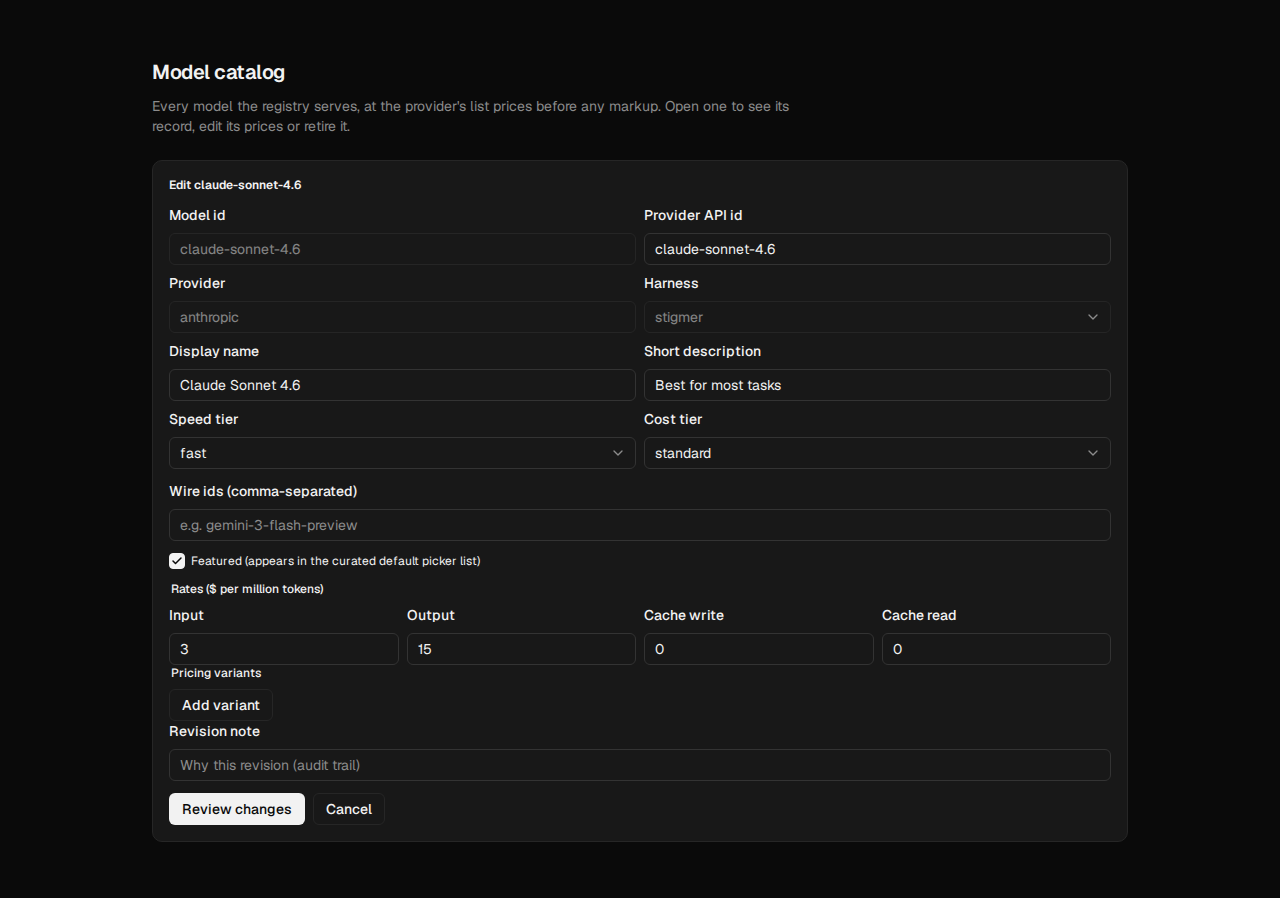 Model catalog
Every model the registry serves, at the provider's list prices before any markup. Open one to see its
record, edit its prices or retire it.
Edit claude-sonnet-4.6
Model id
Provider API id
claude-sonnet-4.6
claude-sonnet-4.6
Provider
Harness
anthropic
stigmer
Display name
Short description
Claude Sonnet 4.6
Best for most tasks
Speed tier
Cost tier
fast
standard
Wire ids (comma-separated)
e.g. gemini-3-flash-preview
Featured (appears in the curated default picker list)
Rates ($ per million tokens)
Input
Output
Cache write
Cache read
3
15
0
0
Pricing variants
Add variant
Revision note
Why this revision (audit trail)
Review changes
Cancel